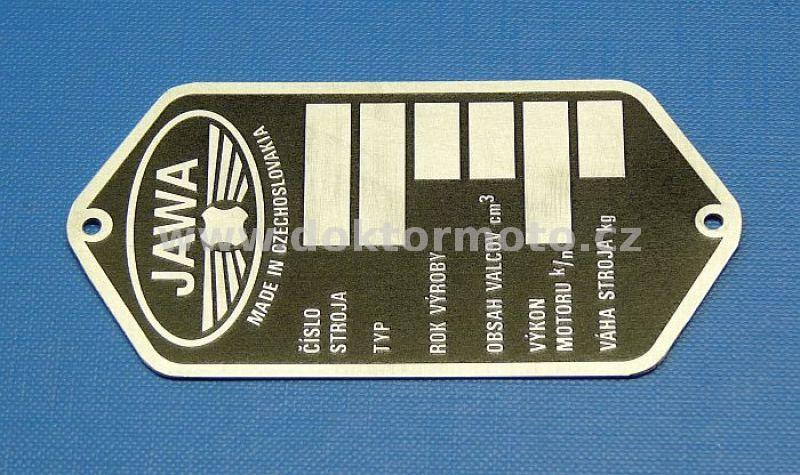 JAWA
MADE IN CZECHOSLOVAKIA
ČÍSLO
STROJA
TYP
ROK VÝROBY
OBSAH VALCOV cm³
VÝKON
MOTORU k/
VÁHA STROJA kg
www.doktormoto.cz